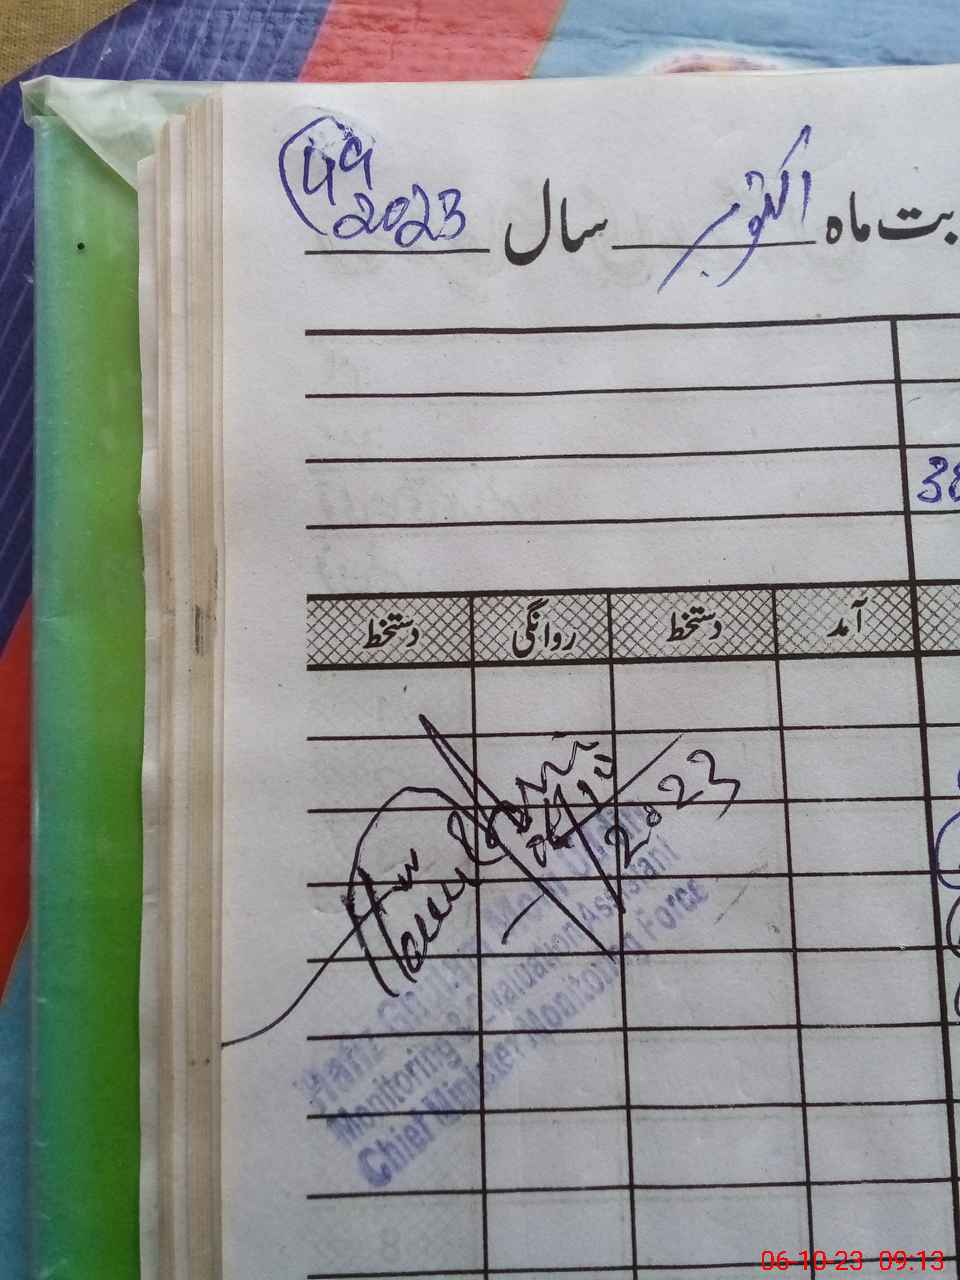 49
بت ماہ اکتوبر سال 2023
38
آمد دستخط روانگی دستخط
2023
Hafiz
Monitoring & Evaluation Assistant
Chief Minister Monitoring Force
06-10-23 09:13